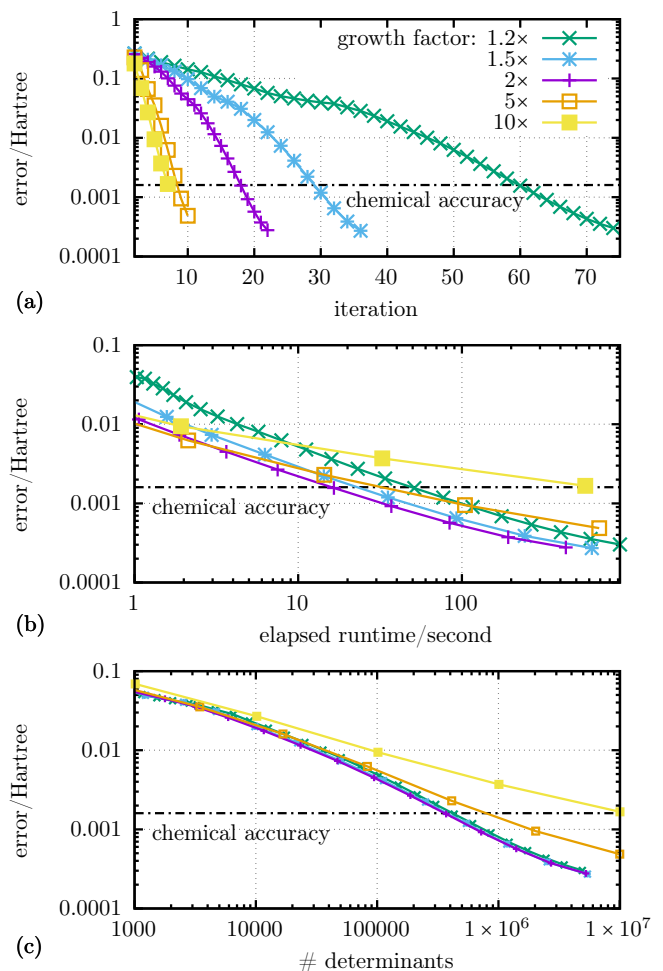 1
0.1
0.01
0.001
0.0001
error/Hartree
growth factor: 1.2×
1.5×
2×
5×
10×
chemical accuracy
10 20 30 40 50 60 70
iteration
(a)
0.1
0.01
0.001
0.0001
error/Hartree
chemical accuracy
1 10 100
elapsed runtime/second
(b)
0.1
0.01
0.001
0.0001
error/Hartree
chemical accuracy
1000 10000 100000 1 × 10⁶ 1 × 10⁷
# determinants
(c)